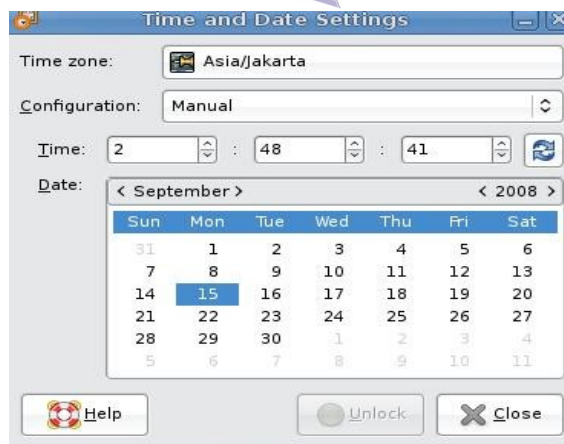 Time and Date Settings
Time zone: Asia/Jakarta
Configuration: Manual
Time: 2 : 48 : 41
Date: < September > < 2008 >
Sun Mon Tue Wed Thu Fri Sat
31 1 2 3 4 5 6
7 8 9 10 11 12 13
14 15 16 17 18 19 20
21 22 23 24 25 26 27
28 29 30 1 2 3 4
5 6 7 8 9 10 11
Help Unlock Close